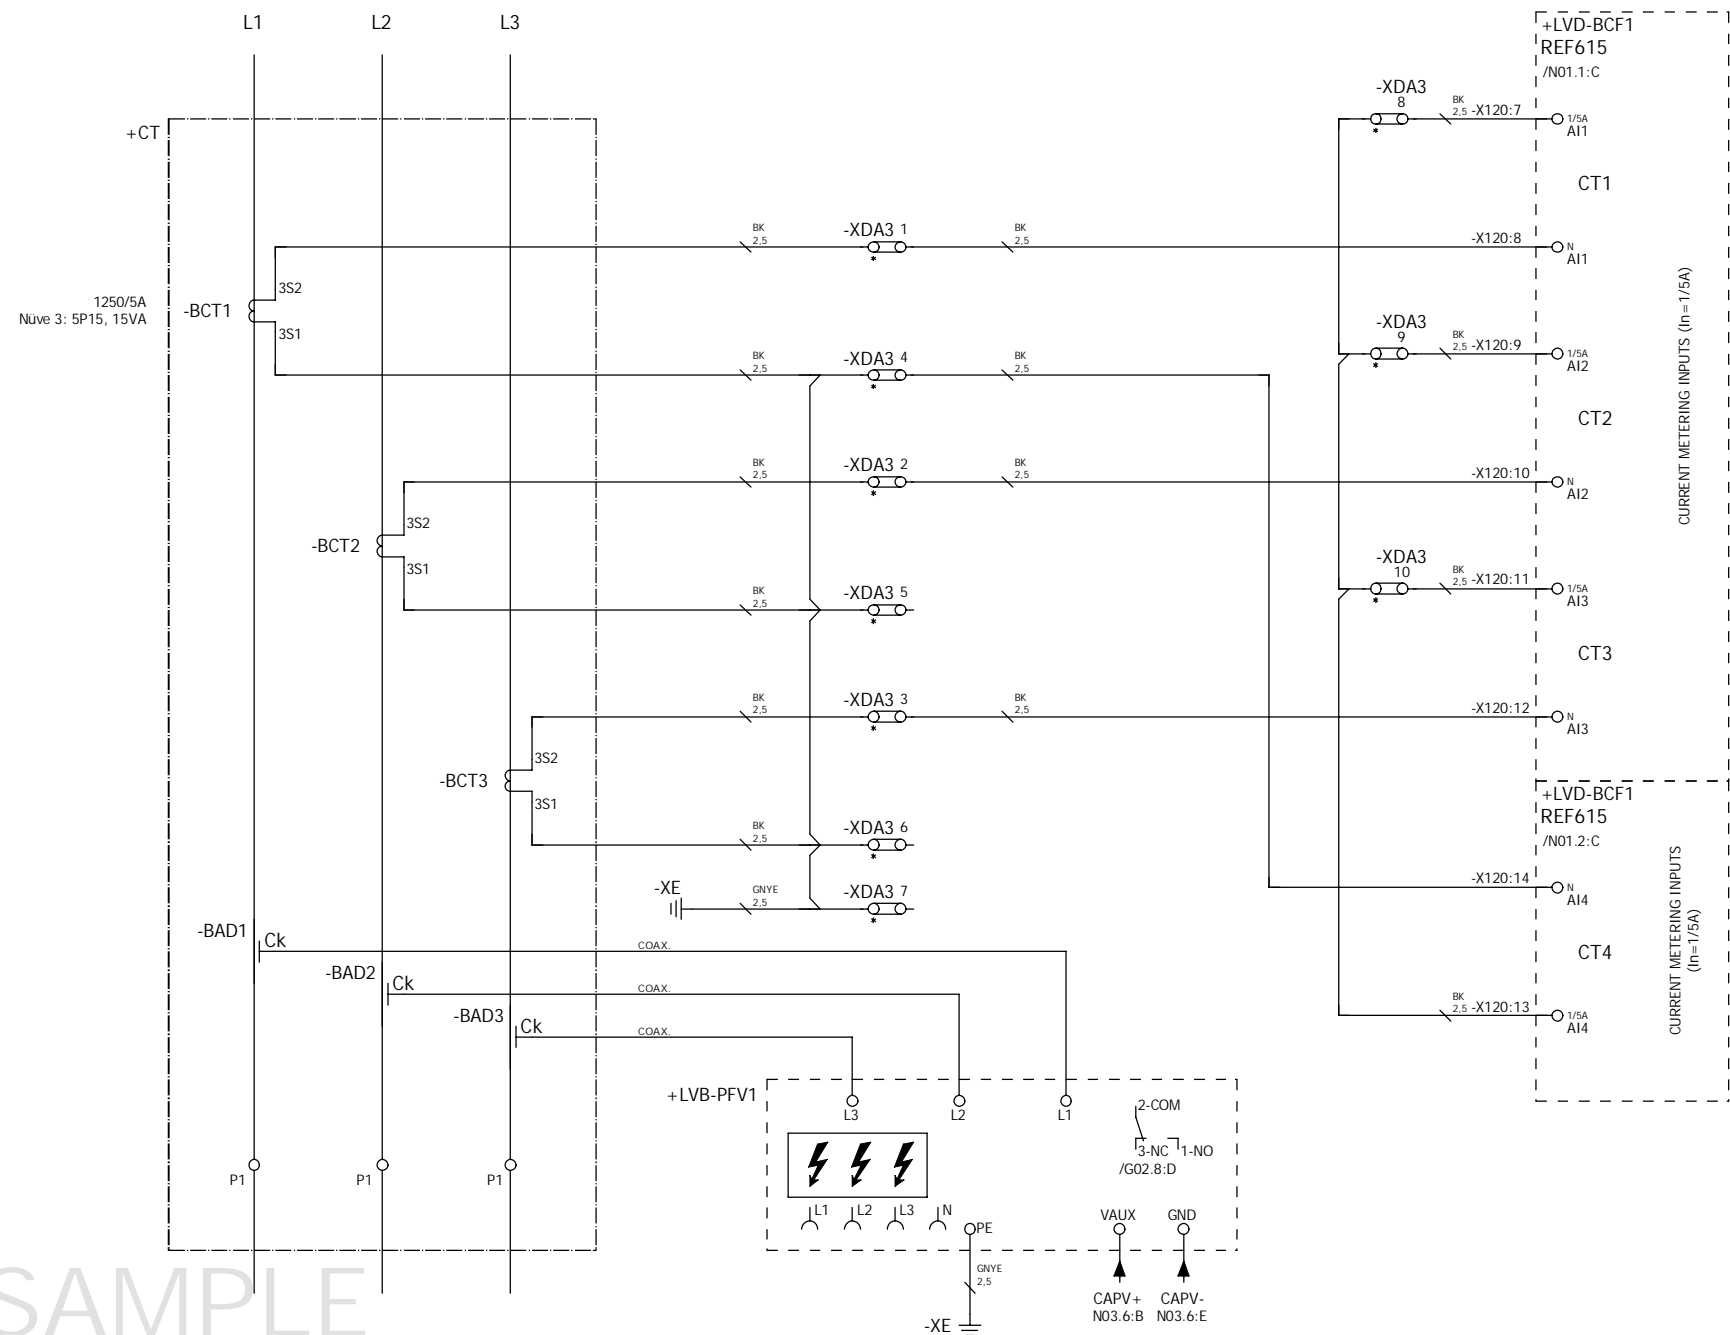 L1
L2
L3
+LVD-BCF1
REF615
/N01.1:C
-XDA3
8
BK
2,5
-X120:7
1/5A
AI1
+CT
CT1
BK
2,5
-XDA3 1
BK
2,5
-X120:8
N
AI1
3S2
1250/5A
Nüve 3: 5P15, 15VA
-BCT1
3S1
-XDA3
9
BK
2,5
-X120:9
1/5A
AI2
BK
2,5
-XDA3 4
BK
2,5
CT2
CURRENT METERING INPUTS (In=1/5A)
BK
2,5
-XDA3 2
BK
2,5
-X120:10
N
AI2
3S2
-BCT2
3S1
-XDA3
10
BK
2,5
-X120:11
1/5A
AI3
BK
2,5
-XDA3 5
CT3
BK
2,5
-XDA3 3
BK
2,5
-X120:12
N
AI3
3S2
-BCT3
3S1
+LVD-BCF1
REF615
/N01.2:C
BK
2,5
-XDA3 6
-XE
GNYE
2,5
-XDA3 7
-X120:14
N
AI4
-BAD1
Ck
COAX.
CT4
CURRENT METERING INPUTS
(In=1/5A)
-BAD2
Ck
COAX.
-BAD3
Ck
COAX.
BK
2,5
-X120:13
1/5A
AI4
+LVB-PFV1
L3
L2
L1
2-COM
3-NC
1-NO
/G02.8:D
P1
P1
P1
L1
L2
L3
N
PE
VAUX
GND
GNYE
2,5
CAPV+
N03.6:B
CAPV-
N03.6:E
-XE
SAMPLE